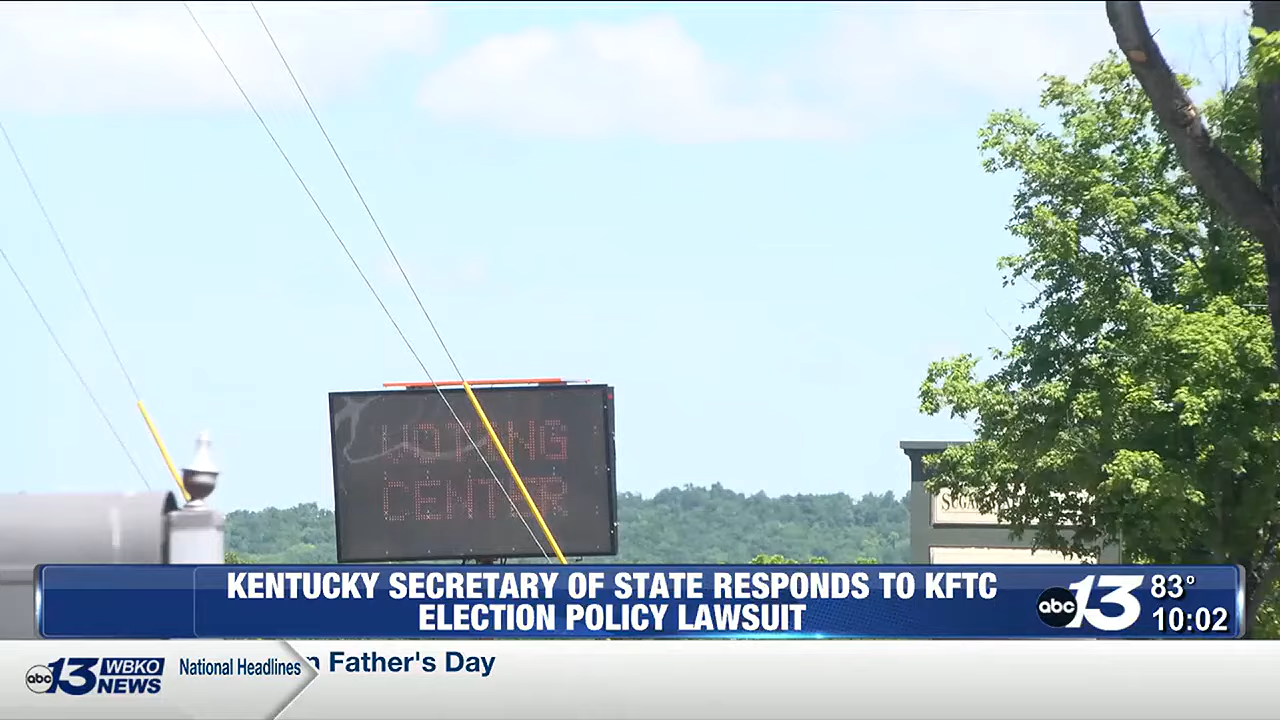 VOTING
CENTER
KENTUCKY SECRETARY OF STATE RESPONDS TO KFTC
ELECTION POLICY LAWSUIT
abc 13
83°
10:02
abc 13 WBKO NEWS
National Headlines
n Father's Day